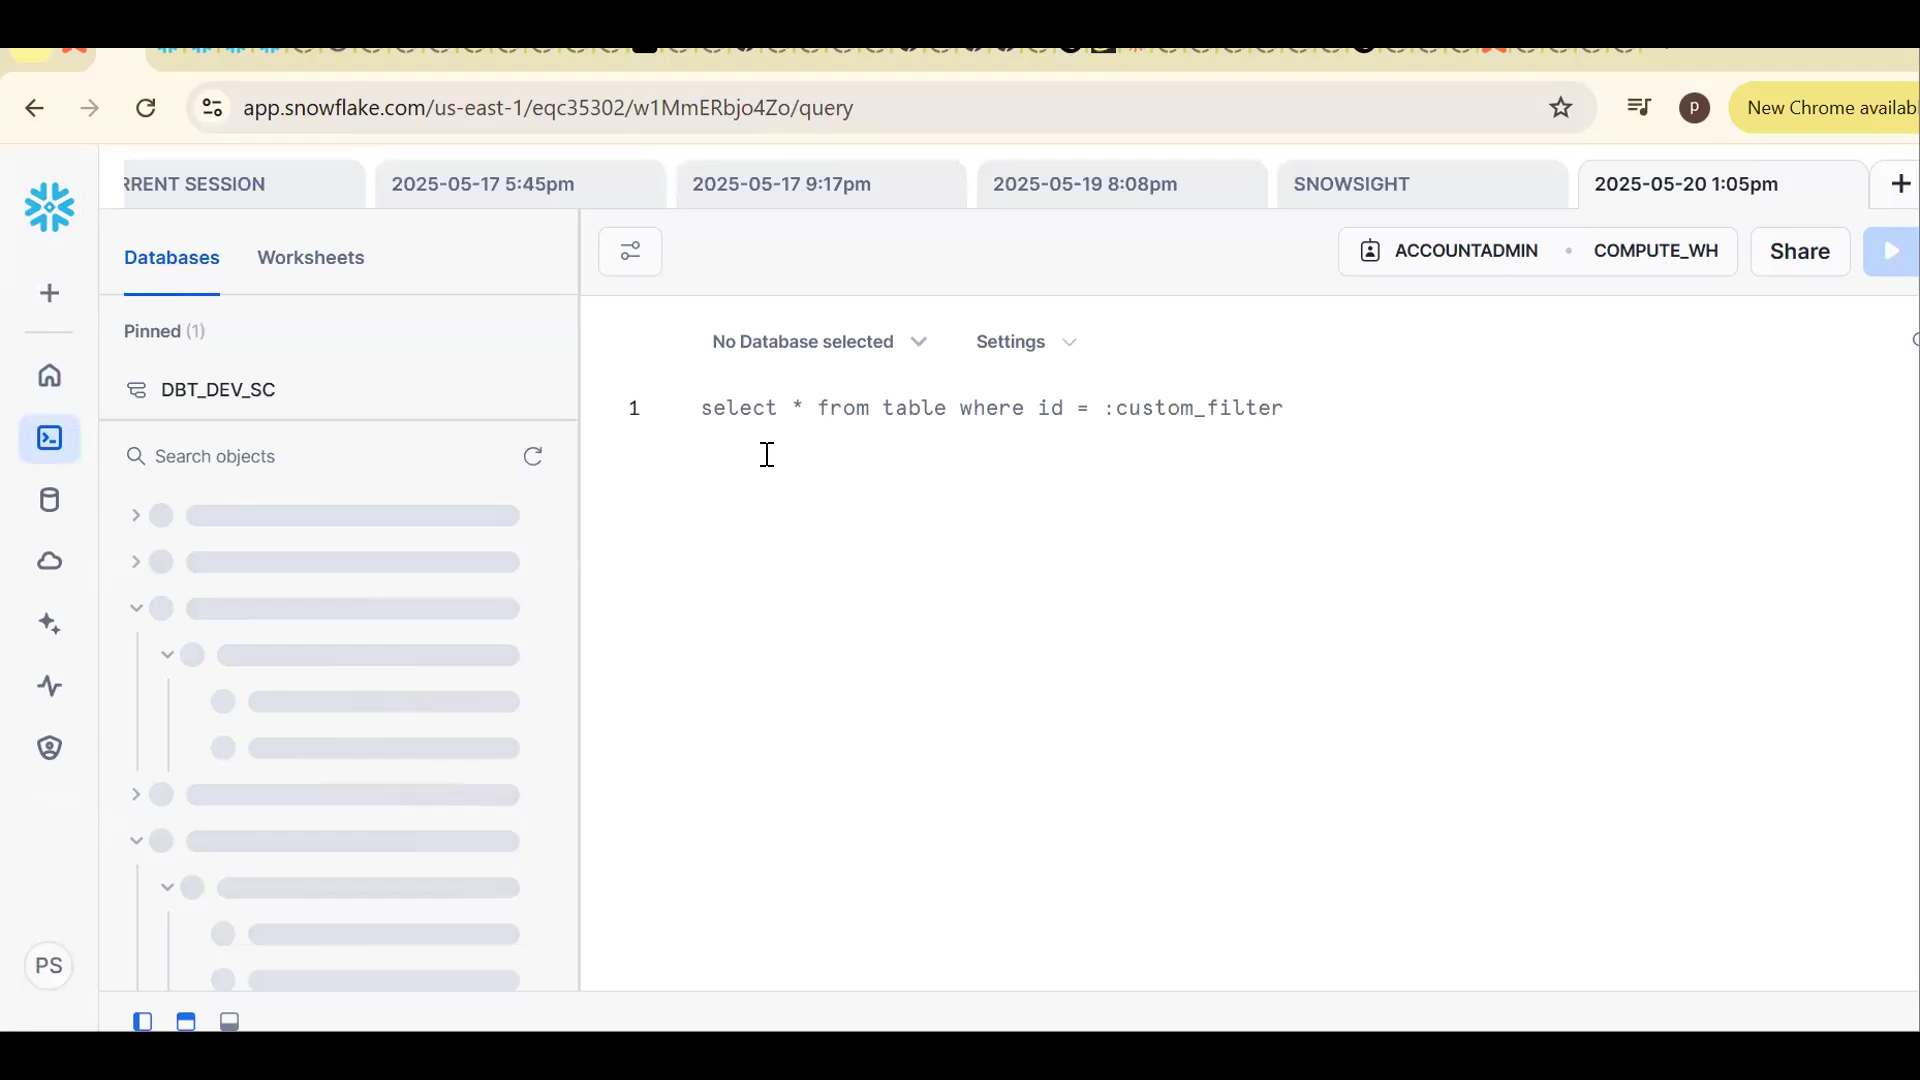 app.snowflake.com/us-east-1/eqc35302/w1MmERbjo4Zo/query
p
New Chrome availab
RRENT SESSION
2025-05-17 5:45pm
2025-05-17 9:17pm
2025-05-19 8:08pm
SNOWSIGHT
2025-05-20 1:05pm
Databases
Worksheets
ACCOUNTADMIN
COMPUTE_WH
Share
Pinned (1)
No Database selected
Settings
DBT_DEV_SC
1 select * from table where id = :custom_filter
Search objects
PS